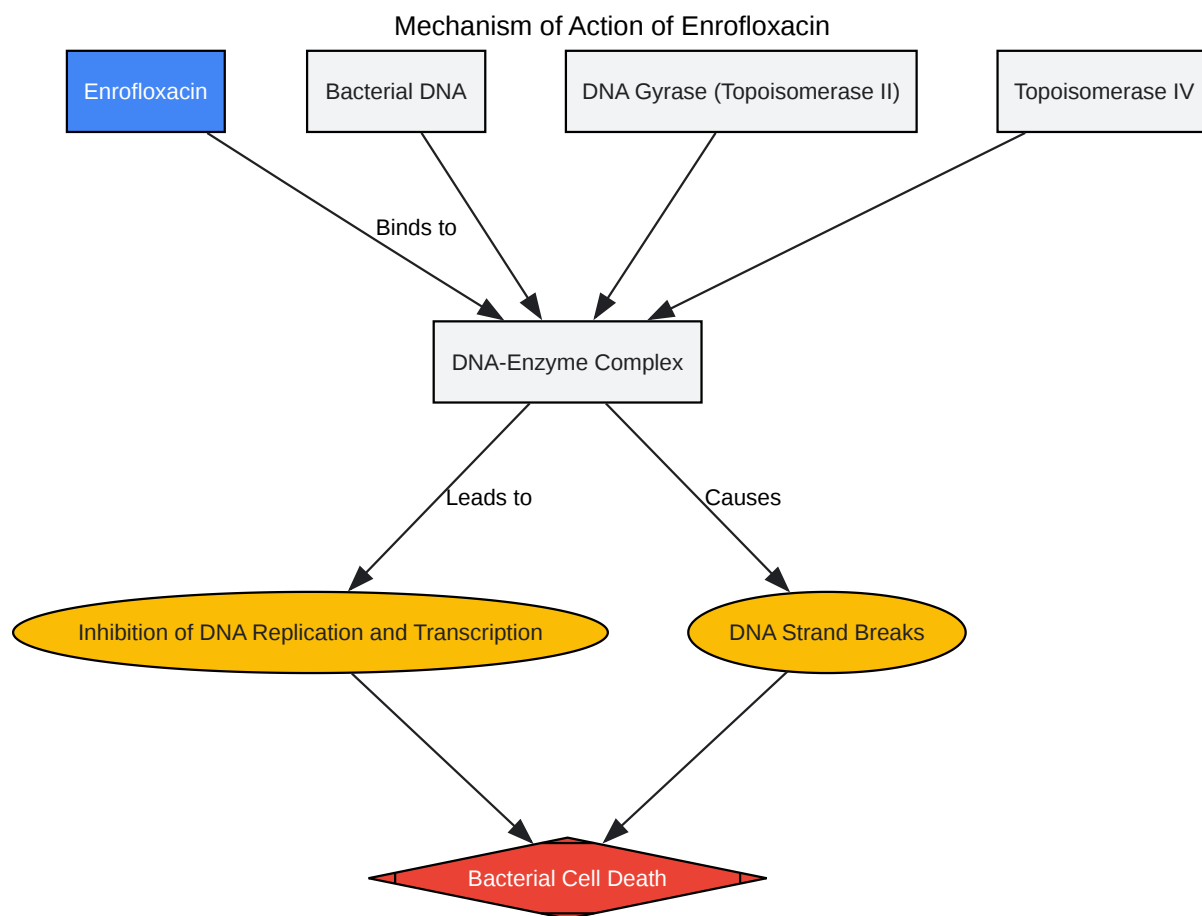 Mechanism of Action of Enrofloxacin
Enrofloxacin
Bacterial DNA
DNA Gyrase (Topoisomerase II)
Topoisomerase IV
Binds to
DNA-Enzyme Complex
Leads to
Causes
Inhibition of DNA Replication and Transcription
DNA Strand Breaks
Bacterial Cell Death